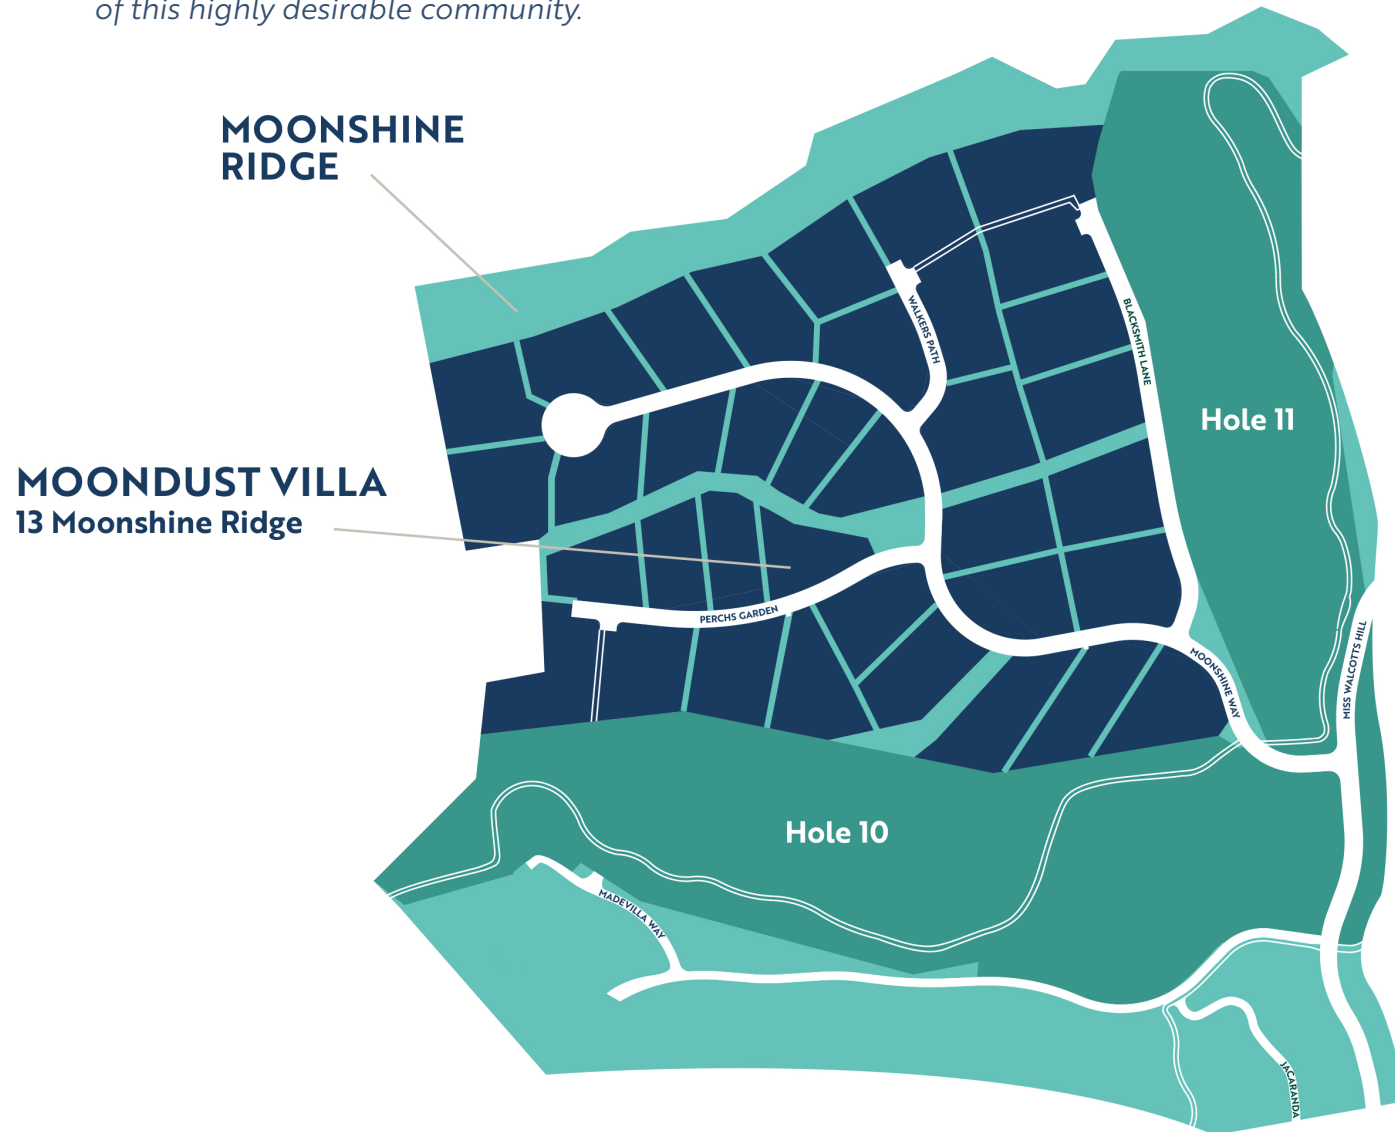 of this highly desirable community.
MOONSHINE
RIDGE
WALKERS PATH
BLACKSMITH LANE
Hole 11
MOONDUST VILLA
13 Moonshine Ridge
PERCHS GARDEN
MOONSHINE WAY
MISS WALCOTTS HILL
Hole 10
MADEVILLA WAY
JACARANDA